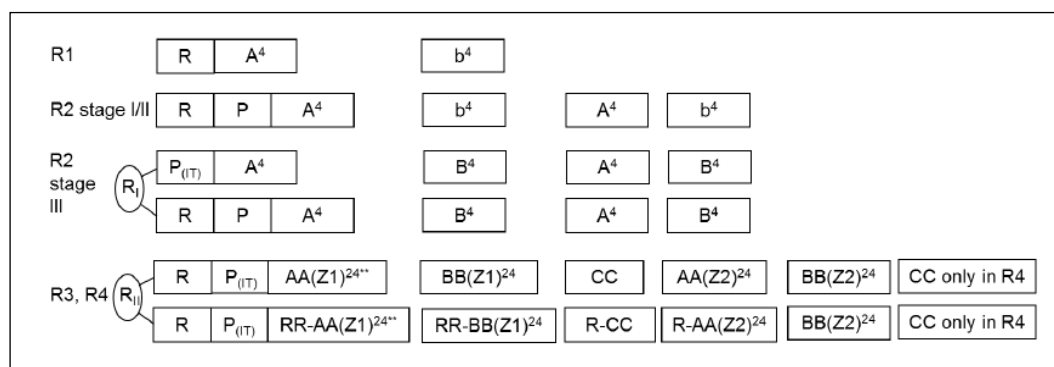 R1 R A⁴ b⁴
R2 stage I/II R P A⁴ b⁴ A⁴ b⁴
R2 stage III
R_I
P_(IT) A⁴ B⁴ A⁴ B⁴
R P A⁴ B⁴ A⁴ B⁴
R3, R4 R_II
R P_(IT) AA(Z1)²⁴** BB(Z1)²⁴ CC AA(Z2)²⁴ BB(Z2)²⁴ CC only in R4
R P_(IT) RR-AA(Z1)²⁴** RR-BB(Z1)²⁴ R-CC R-AA(Z2)²⁴ BB(Z2)²⁴ CC only in R4